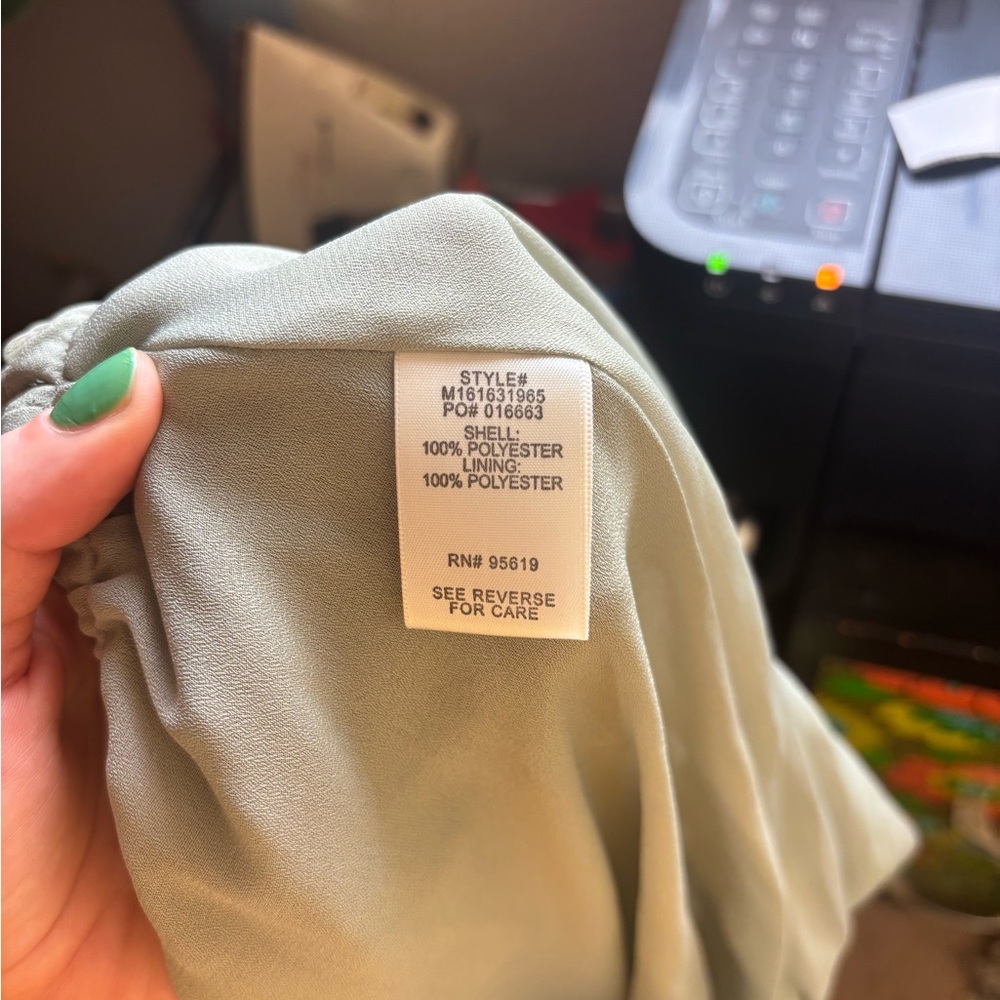 STYLE#
M161631965
PO# 016663
SHELL:
100% POLYESTER
LINING:
100% POLYESTER
RN# 95619
SEE REVERSE
FOR CARE